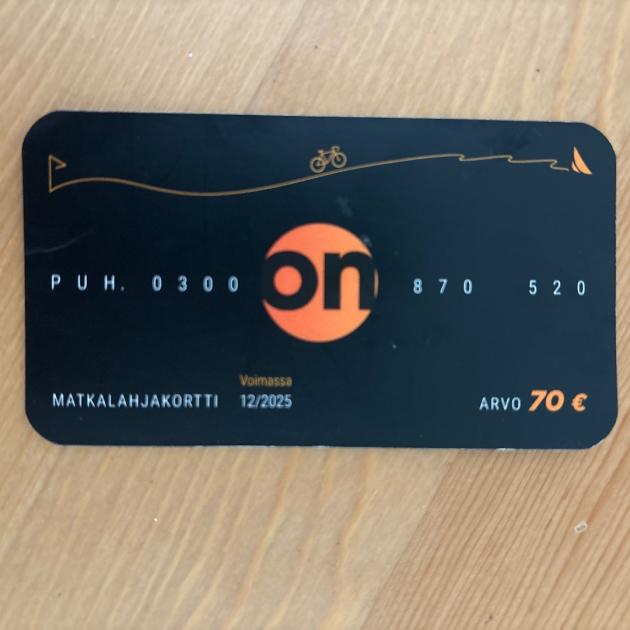 on
PUH. 0300 870 520
Voimassa
MATKALAHJAKORTTI 12/2025
ARVO 70 €